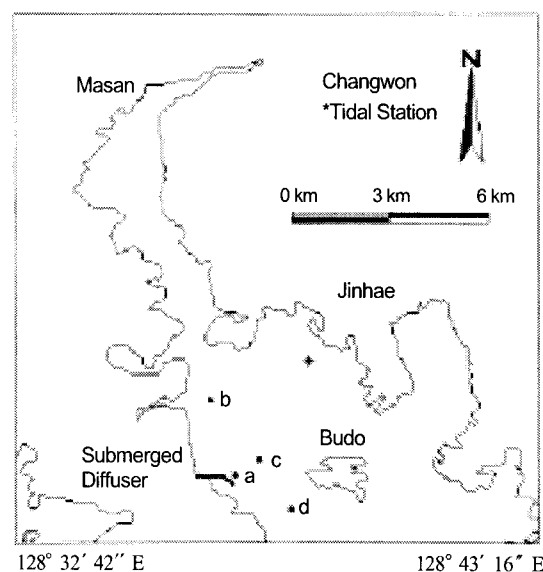 N
Masan
Changwon
*Tidal Station
0 km 3 km 6 km
Jinhae
b
Submerged
Diffuser
a
c
Budo
d
128° 32′ 42″ E
128° 43′ 16″ E